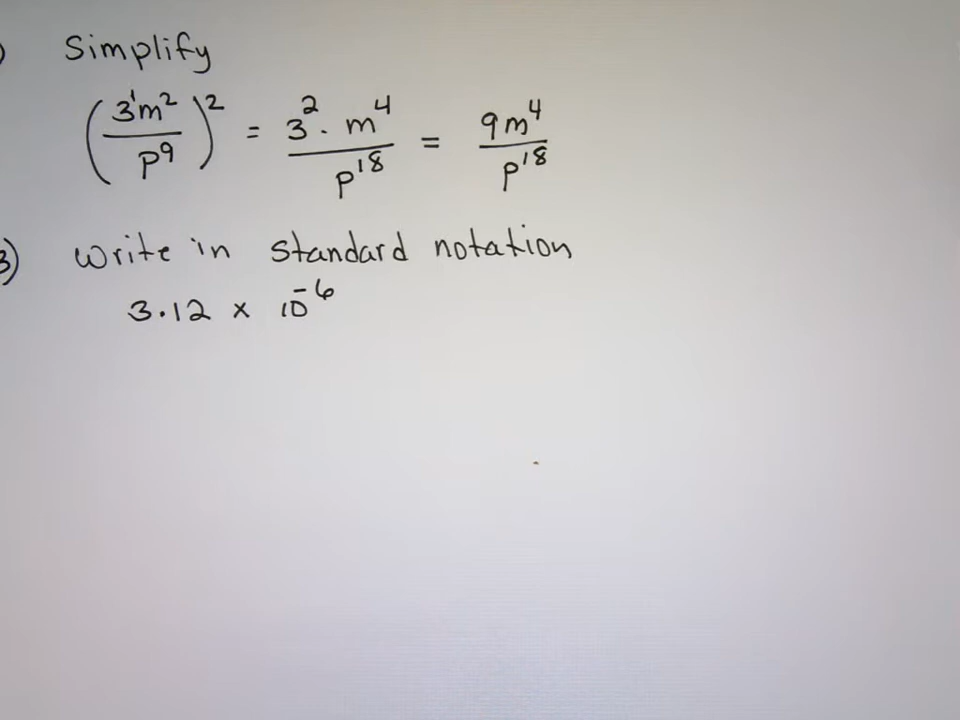 ) Simplify
(3¹m²/p⁹)² = 3²·m⁴/p¹⁸ = 9m⁴/p¹⁸
3) Write in standard notation
3.12 x 10⁻⁶